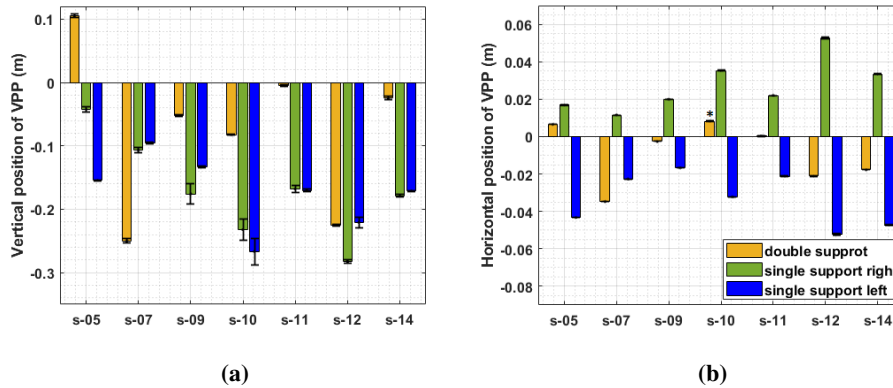 Vertical position of VPP (m)
0.1
0
-0.1
-0.2
-0.3
s-05 s-07 s-09 s-10 s-11 s-12 s-14
(a)
Horizontal position of VPP (m)
0.06
0.04
0.02
0
-0.02
-0.04
-0.06
-0.08
*
double supprot
single support righ
single support left
s-05 s-07 s-09 s-10 s-11 s-12 s-14
(b)